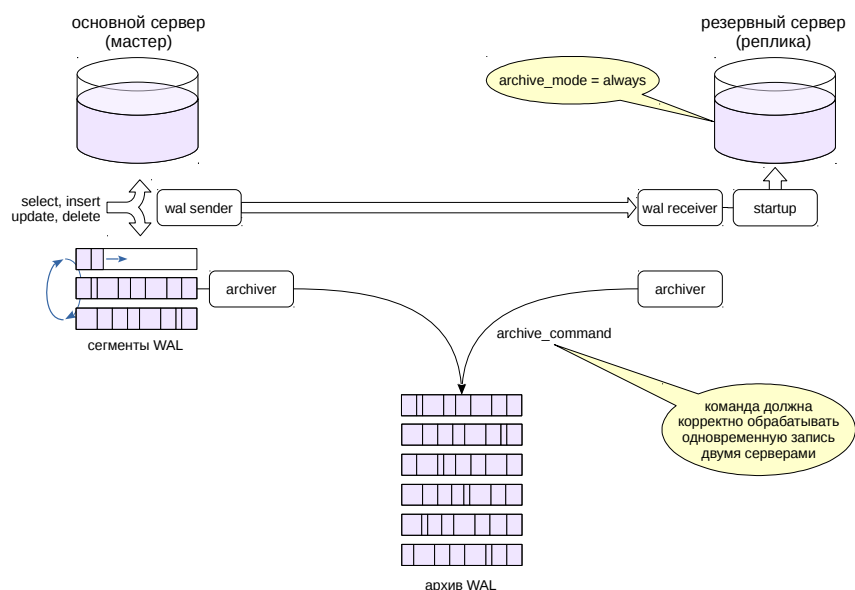 основной сервер
(мастер)
резервный сервер
(реплика)
archive_mode = always
select, insert
update, delete
wal sender
wal receiver
startup
archiver
archiver
сегменты WAL
archive_command
команда должна
корректно обрабатывать
одновременную запись
двумя серверами
архив WAL